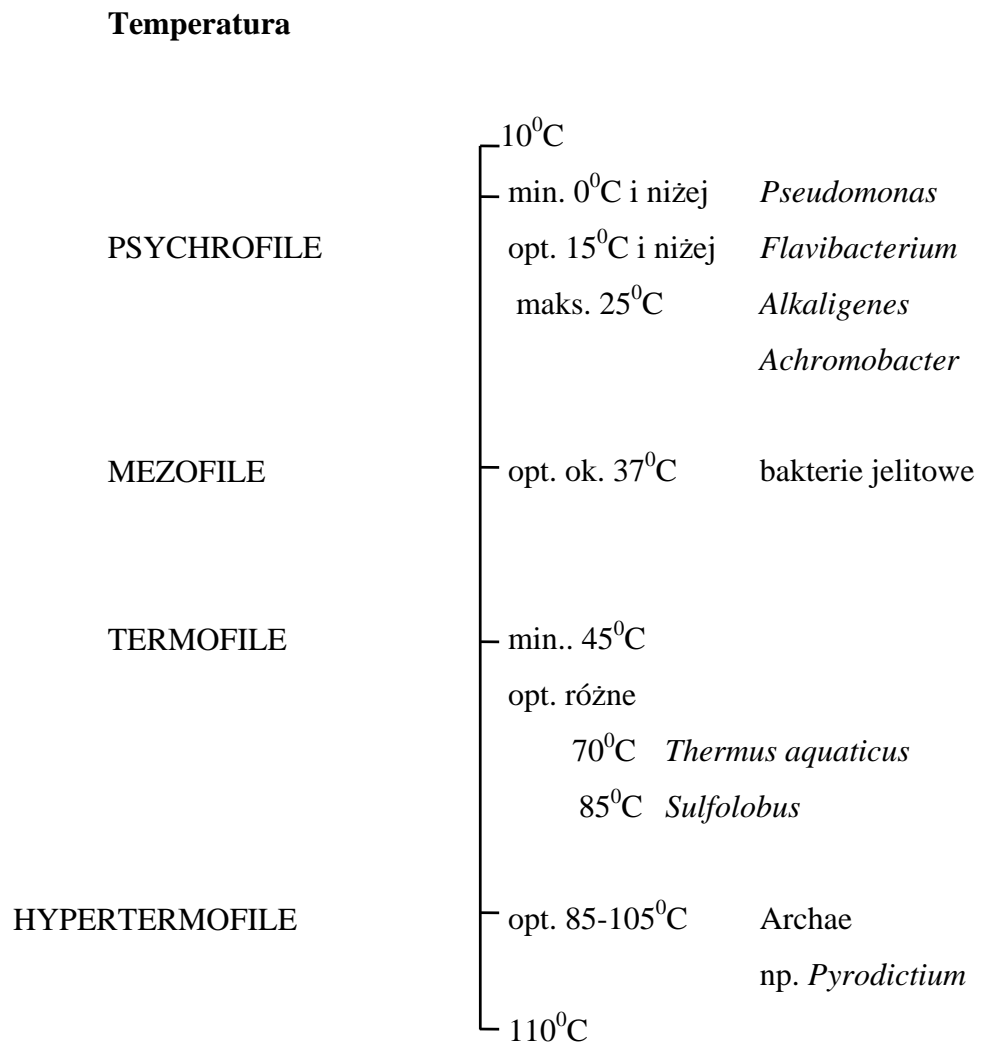 Temperatura
10⁰C
min. 0⁰C i niżej Pseudomonas
PSYCHROFILE opt. 15⁰C i niżej Flavibacterium
maks. 25⁰C Alkaligenes
Achromobacter
MEZOFILE opt. ok. 37⁰C bakterie jelitowe
TERMOFILE min.. 45⁰C
opt. różne
70⁰C Thermus aquaticus
85⁰C Sulfolobus
HYPERTERMOFILE opt. 85-105⁰C Archae
np. Pyrodictium
110⁰C